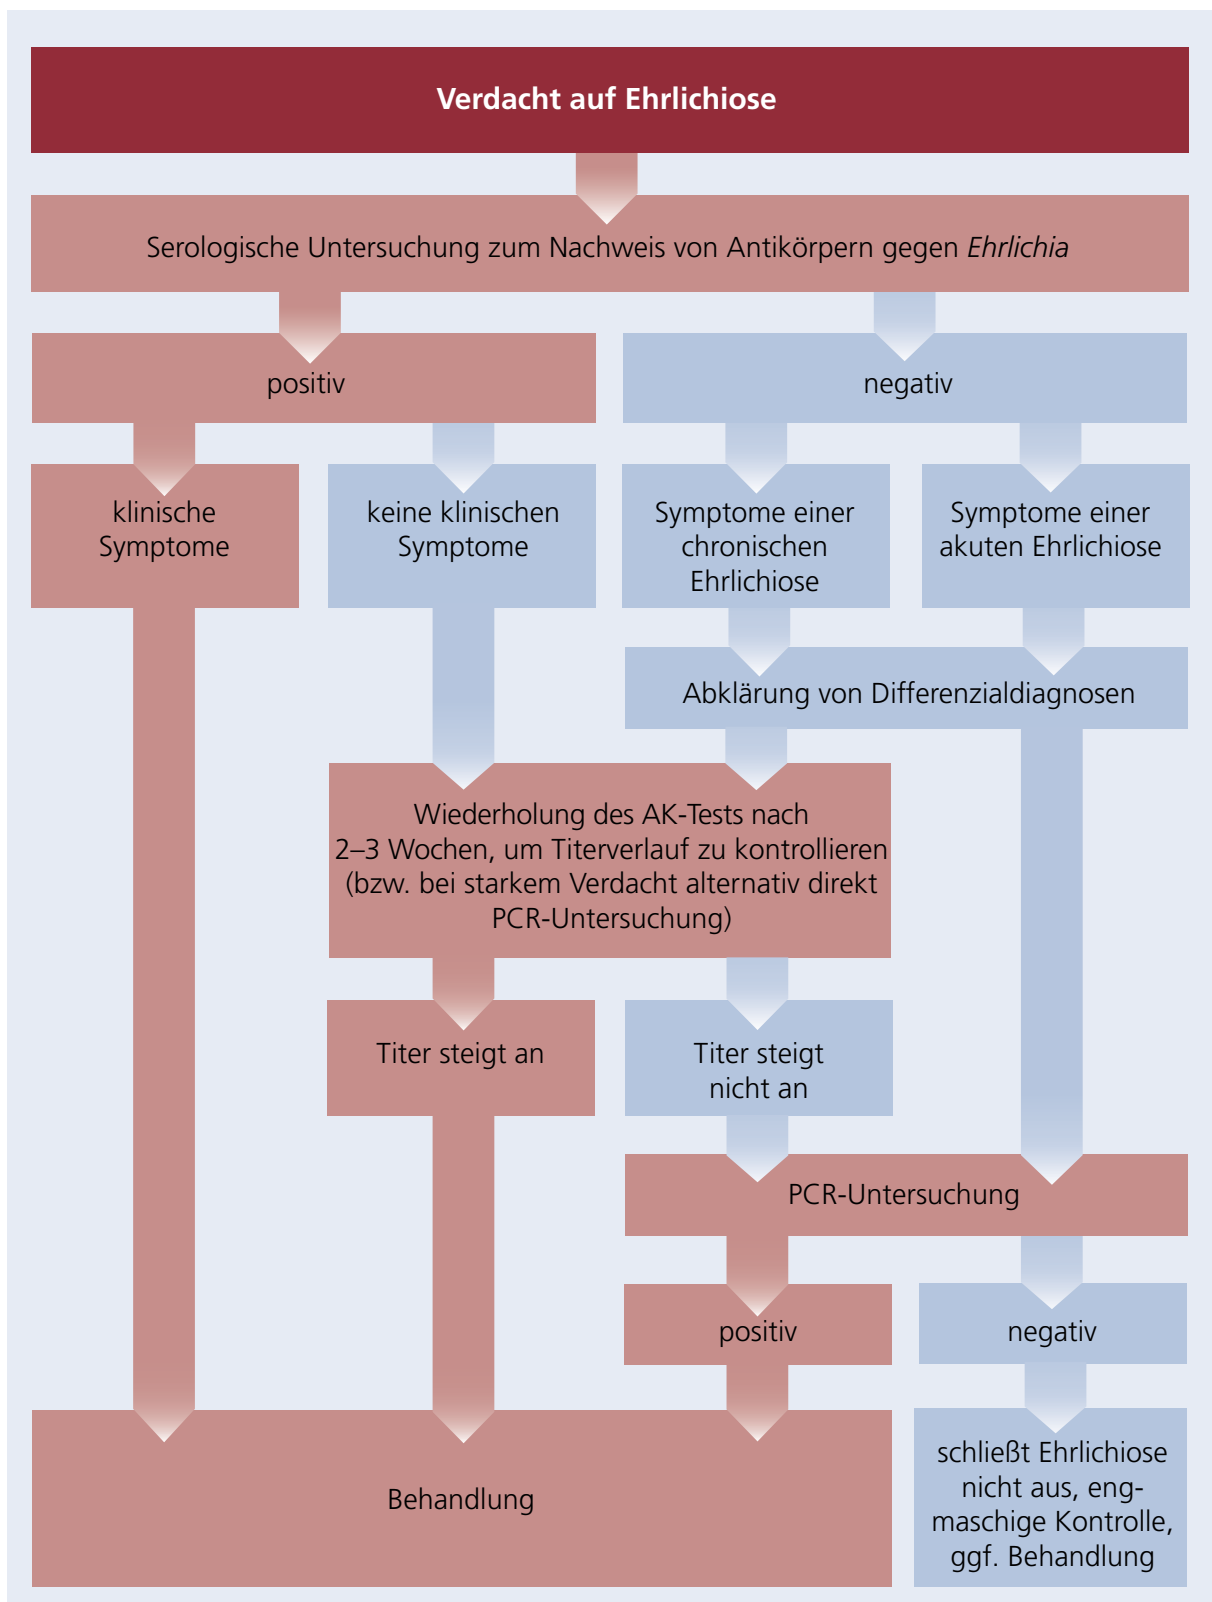 Verdacht auf Ehrlichiose
Serologische Untersuchung zum Nachweis von Antikörpern gegen Ehrlichia
positiv
negativ
klinische
Symptome
keine klinischen
Symptome
Symptome einer
chronischen
Ehrlichiose
Symptome einer
akuten Ehrlichiose
Abklärung von Differenzialdiagnosen
Wiederholung des AK-Tests nach
2–3 Wochen, um Titerverlauf zu kontrollieren
(bzw. bei starkem Verdacht alternativ direkt
PCR-Untersuchung)
Titer steigt an
Titer steigt
nicht an
PCR-Untersuchung
positiv
negativ
Behandlung
schließt Ehrlichiose
nicht aus, eng-
maschige Kontrolle,
ggf. Behandlung